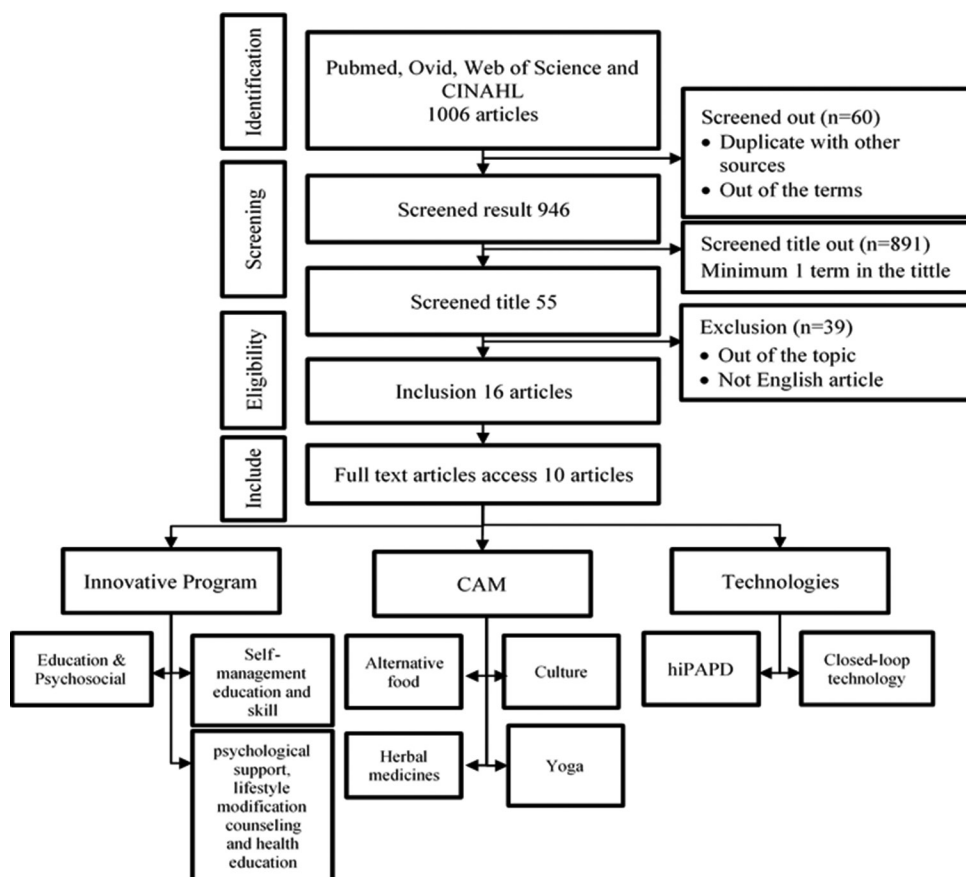 Identification
Pubmed, Ovid, Web of Science and
CINAHL
1006 articles
Screened out (n=60)
• Duplicate with other
sources
• Out of the terms
Screening
Screened result 946
Screened title out (n=891)
Minimum 1 term in the tittle
Screened title 55
Eligibility
Exclusion (n=39)
• Out of the topic
• Not English article
Inclusion 16 articles
Include
Full text articles access 10 articles
Innovative Program
CAM
Technologies
Education &
Psychosocial
Self-
management
education and
skill
Alternative
food
Culture
hiPAPD
Closed-loop
technology
psychological
support,
lifestyle
modification
counseling
and health
education
Herbal
medicines
Yoga